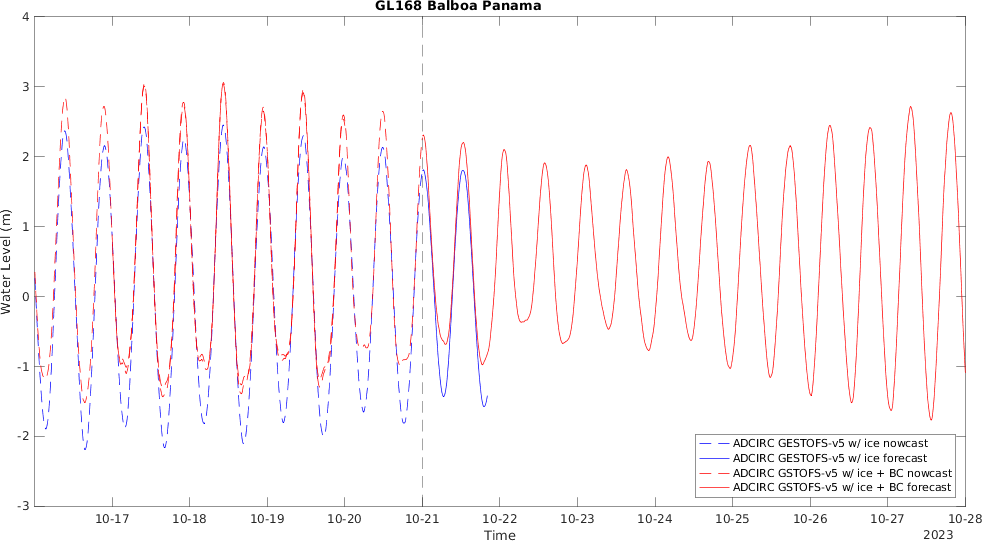 GL168 Balboa Panama
4
3
2
1
0
-1
-2
-3
Water Level (m)
ADCIRC GESTOFS-v5 w/ ice nowcast
ADCIRC GESTOFS-v5 w/ ice forecast
ADCIRC GSTOFS-v5 w/ ice + BC nowcast
ADCIRC GSTOFS-v5 w/ ice + BC forecast
10-17 10-18 10-19 10-20 10-21 10-22 10-23 10-24 10-25 10-26 10-27 10-28
Time
2023